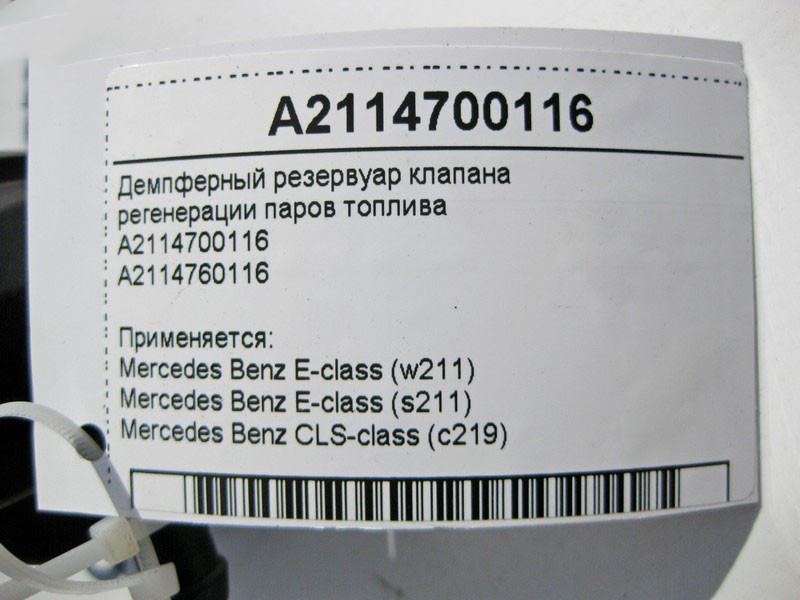 A2114700116
Демпферный резервуар клапана
регенерации паров топлива
A2114700116
A2114760116
Применяется:
Mercedes Benz E-class (w211)
Mercedes Benz E-class (s211)
Mercedes Benz CLS-class (c219)